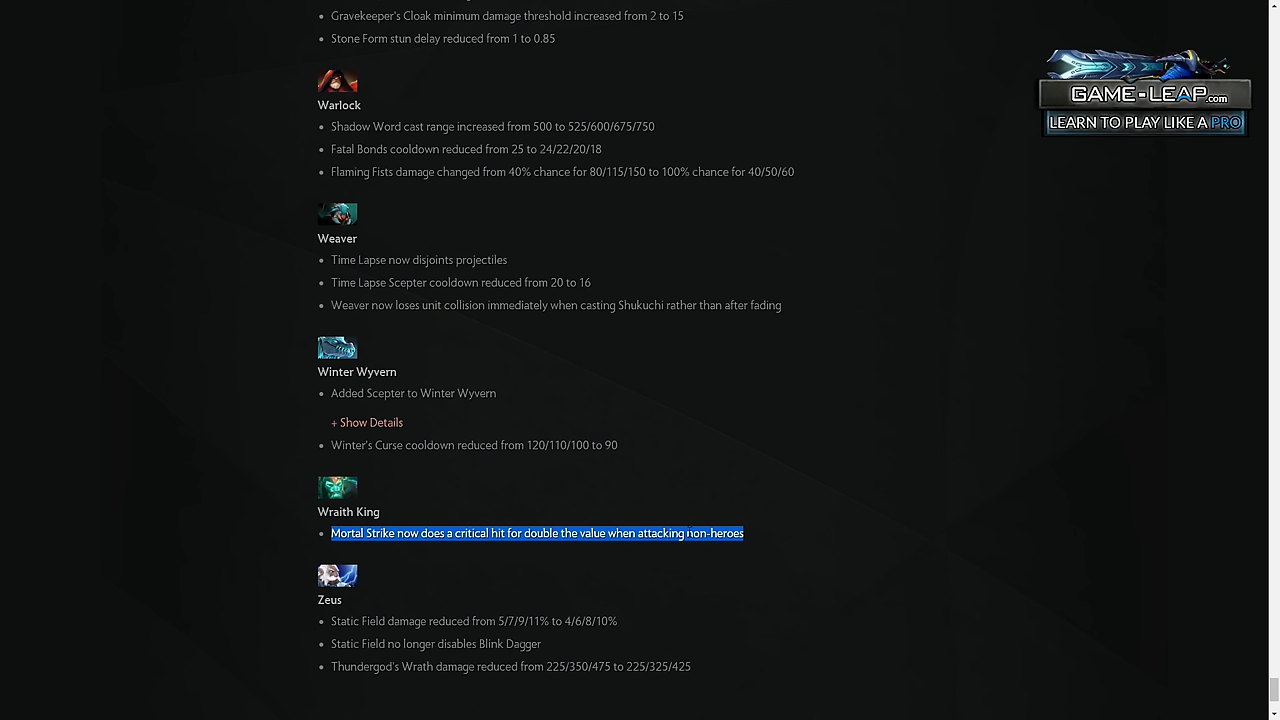 Gravekeeper's Cloak minimum damage threshold increased from 2 to 15
Stone Form stun delay reduced from 1 to 0.85
GAME-LEAP.com
LEARN TO PLAY LIKE A PRO
Warlock
Shadow Word cast range increased from 500 to 525/600/675/750
Fatal Bonds cooldown reduced from 25 to 24/22/20/18
Flaming Fists damage changed from 40% chance for 80/115/150 to 100% chance for 40/50/60
Weaver
Time Lapse now disjoints projectiles
Time Lapse Scepter cooldown reduced from 20 to 16
Weaver now loses unit collision immediately when casting Shukuchi rather than after fading
Winter Wyvern
Added Scepter to Winter Wyvern
+ Show Details
Winter's Curse cooldown reduced from 120/110/100 to 90
Wraith King
Mortal Strike now does a critical hit for double the value when attacking non-heroes
Zeus
Static Field damage reduced from 5/7/9/11% to 4/6/8/10%
Static Field no longer disables Blink Dagger
Thundergod's Wrath damage reduced from 225/350/475 to 225/325/425